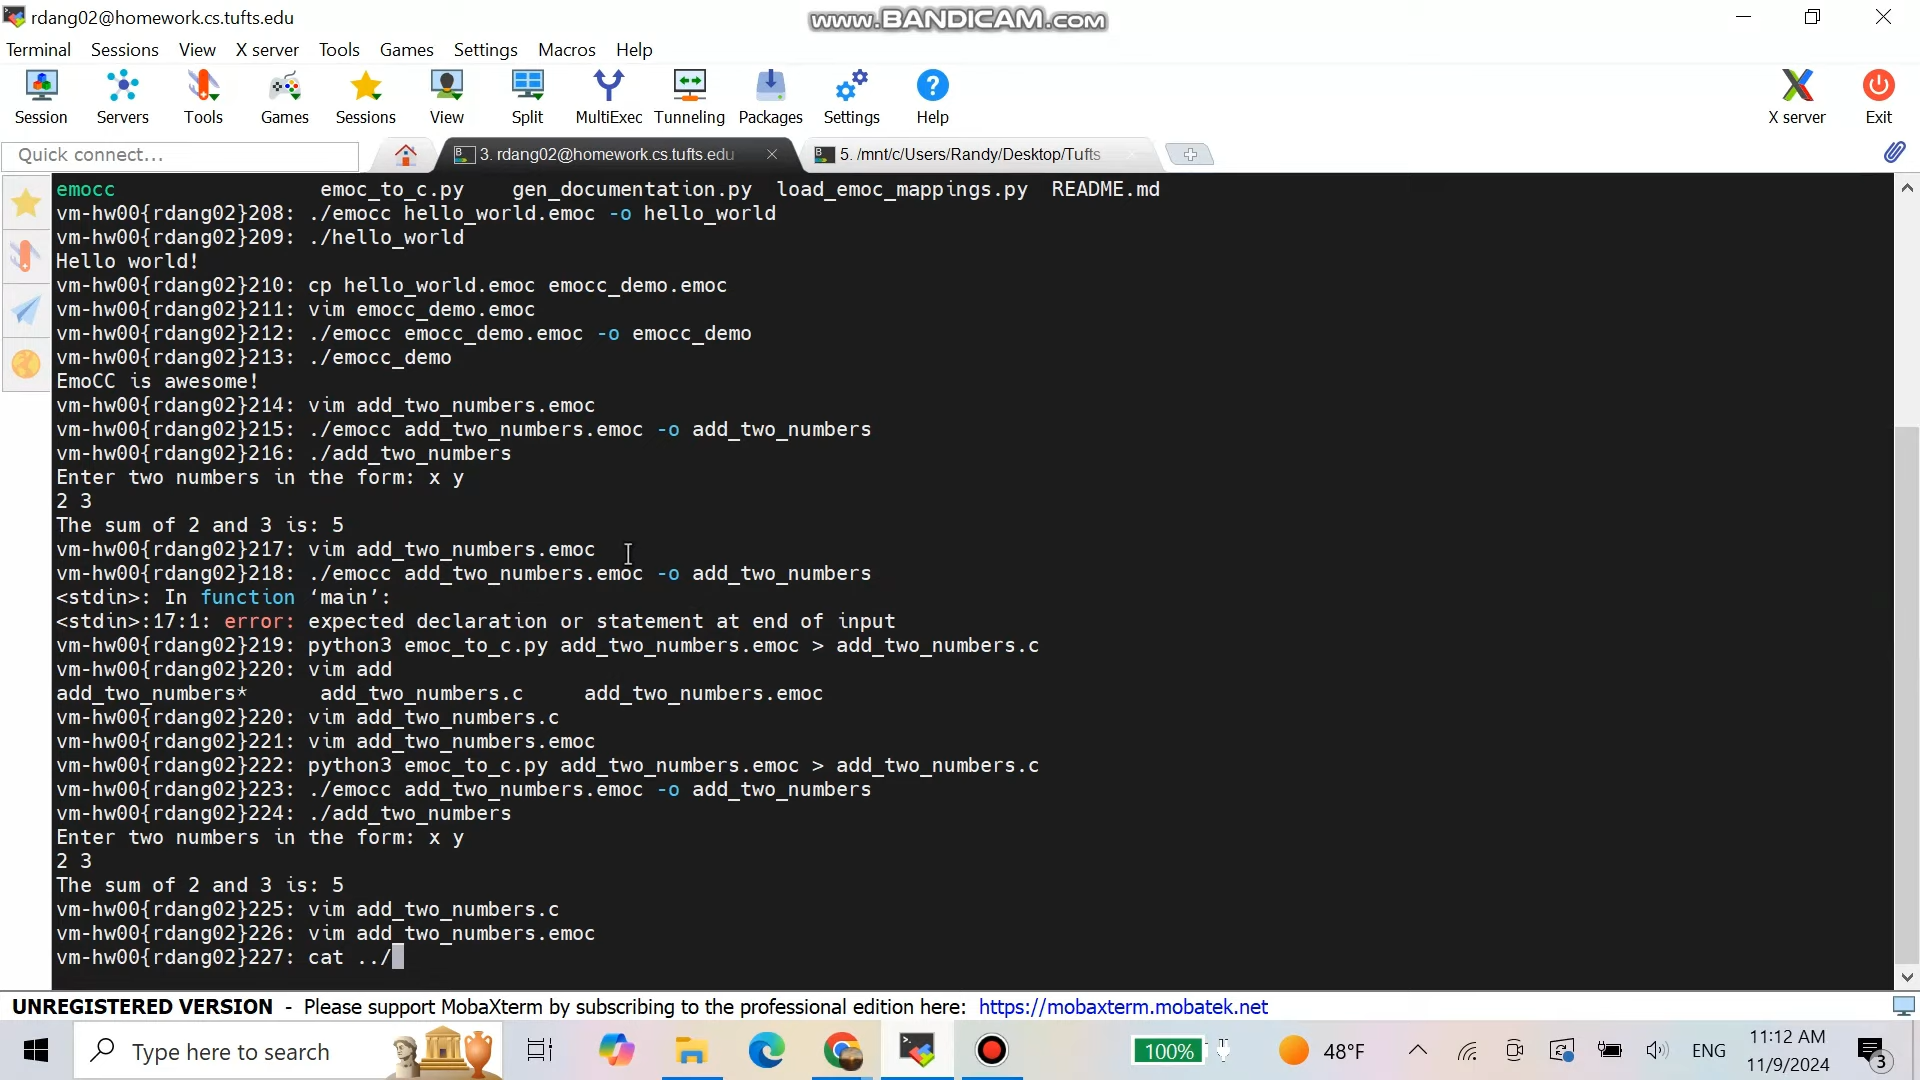 rdang02@homework.cs.tufts.edu
www.BANDICAM.com
Terminal Sessions View X server Tools Games Settings Macros Help
Session Servers Tools Games Sessions View Split MultiExec Tunneling Packages Settings Help X server Exit
Quick connect...
3. rdang02@homework.cs.tufts.edu
5. /mnt/c/Users/Randy/Desktop/Tufts
emocc emoc_to_c.py gen_documentation.py load_emoc_mappings.py README.md
vm-hw00{rdang02}208: ./emocc hello_world.emoc -o hello_world
vm-hw00{rdang02}209: ./hello_world
Hello world!
vm-hw00{rdang02}210: cp hello_world.emoc emocc_demo.emoc
vm-hw00{rdang02}211: vim emocc_demo.emoc
vm-hw00{rdang02}212: ./emocc emocc_demo.emoc -o emocc_demo
vm-hw00{rdang02}213: ./emocc_demo
EmoCC is awesome!
vm-hw00{rdang02}214: vim add_two_numbers.emoc
vm-hw00{rdang02}215: ./emocc add_two_numbers.emoc -o add_two_numbers
vm-hw00{rdang02}216: ./add_two_numbers
Enter two numbers in the form: x y
2 3
The sum of 2 and 3 is: 5
vm-hw00{rdang02}217: vim add_two_numbers.emoc
vm-hw00{rdang02}218: ./emocc add_two_numbers.emoc -o add_two_numbers
<stdin>: In function ‘main’:
<stdin>:17:1: error: expected declaration or statement at end of input
vm-hw00{rdang02}219: python3 emoc_to_c.py add_two_numbers.emoc > add_two_numbers.c
vm-hw00{rdang02}220: vim add
add_two_numbers* add_two_numbers.c add_two_numbers.emoc
vm-hw00{rdang02}220: vim add_two_numbers.c
vm-hw00{rdang02}221: vim add_two_numbers.emoc
vm-hw00{rdang02}222: python3 emoc_to_c.py add_two_numbers.emoc > add_two_numbers.c
vm-hw00{rdang02}223: ./emocc add_two_numbers.emoc -o add_two_numbers
vm-hw00{rdang02}224: ./add_two_numbers
Enter two numbers in the form: x y
2 3
The sum of 2 and 3 is: 5
vm-hw00{rdang02}225: vim add_two_numbers.c
vm-hw00{rdang02}226: vim add_two_numbers.emoc
vm-hw00{rdang02}227: cat ../
UNREGISTERED VERSION - Please support MobaXterm by subscribing to the professional edition here: https://mobaxterm.mobatek.net
Type here to search
100%
48°F
ENG
11:12 AM
11/9/2024
3